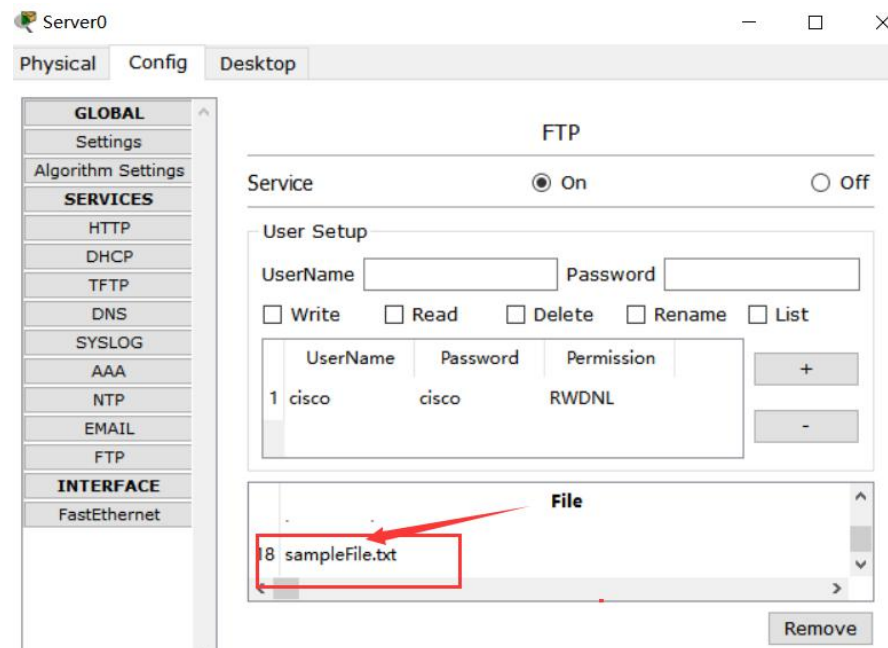 Server0
Physical Config Desktop
GLOBAL
Settings
Algorithm Settings
SERVICES
HTTP
DHCP
TFTP
DNS
SYSLOG
AAA
NTP
EMAIL
FTP
INTERFACE
FastEthernet
FTP
Service On Off
User Setup
UserName Password
Write Read Delete Rename List
UserName Password Permission
1 cisco cisco RWDNL
+
-
File
18 sampleFile.txt
Remove